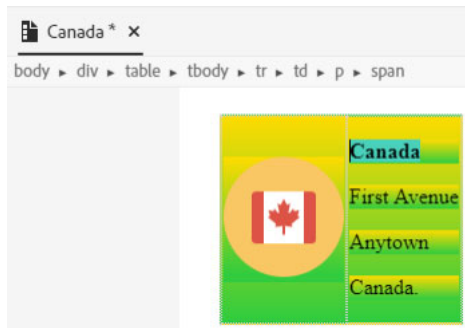 Canada * ×
body ▸ div ▸ table ▸ tbody ▸ tr ▸ td ▸ p ▸ span
Canada
First Avenue
Anytown
Canada.